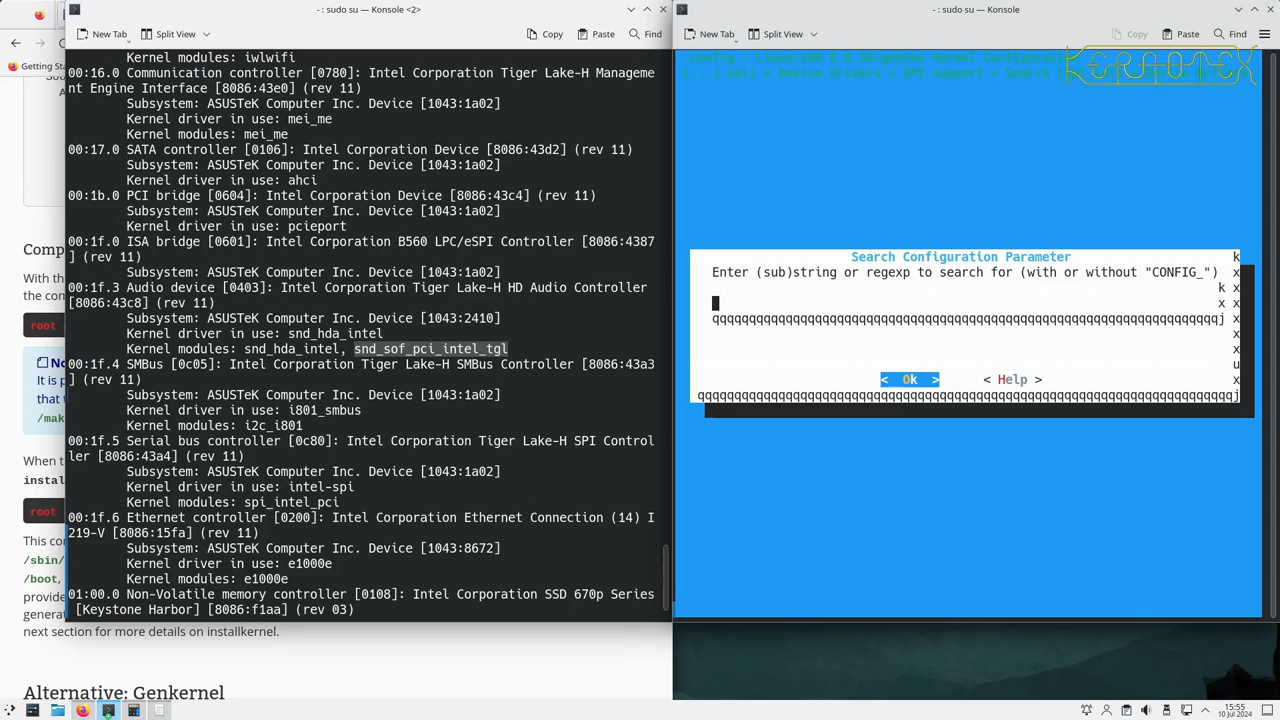 - : sudo su — Konsole <2>
New Tab
Split View
Copy
Paste
Find
Kernel modules: iwlwifi
00:16.0 Communication controller [0780]: Intel Corporation Tiger Lake-H Manageme
nt Engine Interface [8086:43e0] (rev 11)
Subsystem: ASUSTeK Computer Inc. Device [1043:1a02]
Kernel driver in use: mei_me
Kernel modules: mei_me
00:17.0 SATA controller [0106]: Intel Corporation Device [8086:43d2] (rev 11)
Subsystem: ASUSTeK Computer Inc. Device [1043:1a02]
Kernel driver in use: ahci
00:1b.0 PCI bridge [0604]: Intel Corporation Device [8086:43c4] (rev 11)
Subsystem: ASUSTeK Computer Inc. Device [1043:1a02]
Kernel driver in use: pcieport
00:1f.0 ISA bridge [0601]: Intel Corporation B560 LPC/eSPI Controller [8086:4387
] (rev 11)
Subsystem: ASUSTeK Computer Inc. Device [1043:1a02]
00:1f.3 Audio device [0403]: Intel Corporation Tiger Lake-H HD Audio Controller
[8086:43c8] (rev 11)
Subsystem: ASUSTeK Computer Inc. Device [1043:2410]
Kernel driver in use: snd_hda_intel
Kernel modules: snd_hda_intel, snd_sof_pci_intel_tgl
00:1f.4 SMBus [0c05]: Intel Corporation Tiger Lake-H SMBus Controller [8086:43a3
] (rev 11)
Subsystem: ASUSTeK Computer Inc. Device [1043:1a02]
Kernel driver in use: i801_smbus
Kernel modules: i2c_i801
00:1f.5 Serial bus controller [0c80]: Intel Corporation Tiger Lake-H SPI Control
ler [8086:43a4] (rev 11)
Subsystem: ASUSTeK Computer Inc. Device [1043:1a02]
Kernel driver in use: intel-spi
Kernel modules: spi_intel_pci
00:1f.6 Ethernet controller [0200]: Intel Corporation Ethernet Connection (14) I
219-V [8086:15fa] (rev 11)
Subsystem: ASUSTeK Computer Inc. Device [1043:8672]
Kernel driver in use: e1000e
Kernel modules: e1000e
01:00.0 Non-Volatile memory controller [0108]: Intel Corporation SSD 670p Series
[Keystone Harbor] [8086:f1aa] (rev 03)
- : sudo su — Konsole
New Tab
Split View
Copy
Paste
Find
KERNOTEX
[...] spi) > Device Drivers > SPI support > Search
Search Configuration Parameter k
Enter (sub)string or regexp to search for (with or without "CONFIG_") x
k x
x x
qqqqqqqqqqqqqqqqqqqqqqqqqqqqqqqqqqqqqqqqqqqqqqqqqqqqqqqqqqqqqqqqqqqqqj x
x
x
u
< Ok > < Help > x
qqqqqqqqqqqqqqqqqqqqqqqqqqqqqqqqqqqqqqqqqqqqqqqqqqqqqqqqqqqqqqqqqqqqqqqqqj
Getting Sta
Comp
With th
the com
root
No
It is p
that t
/mak
When t
instal
root
This co
/sbin/
/boot,
provide
generat
next section for more details on installkernel.
Alternative: Genkernel
15:55
10 Jul 2024